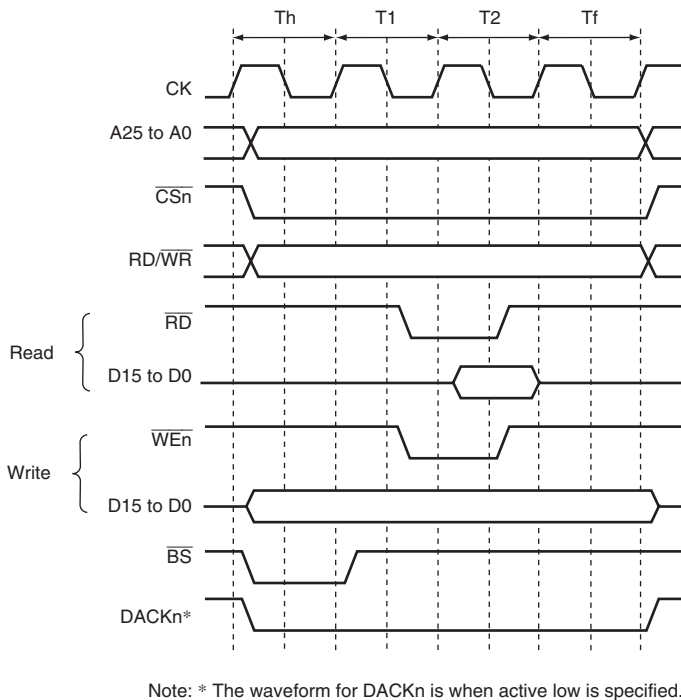 Th T1 T2 Tf
CK
A25 to A0
CSn
RD/WR
Read
RD
D15 to D0
Write
WEn
D15 to D0
BS
DACKn*
Note: * The waveform for DACKn is when active low is specified.